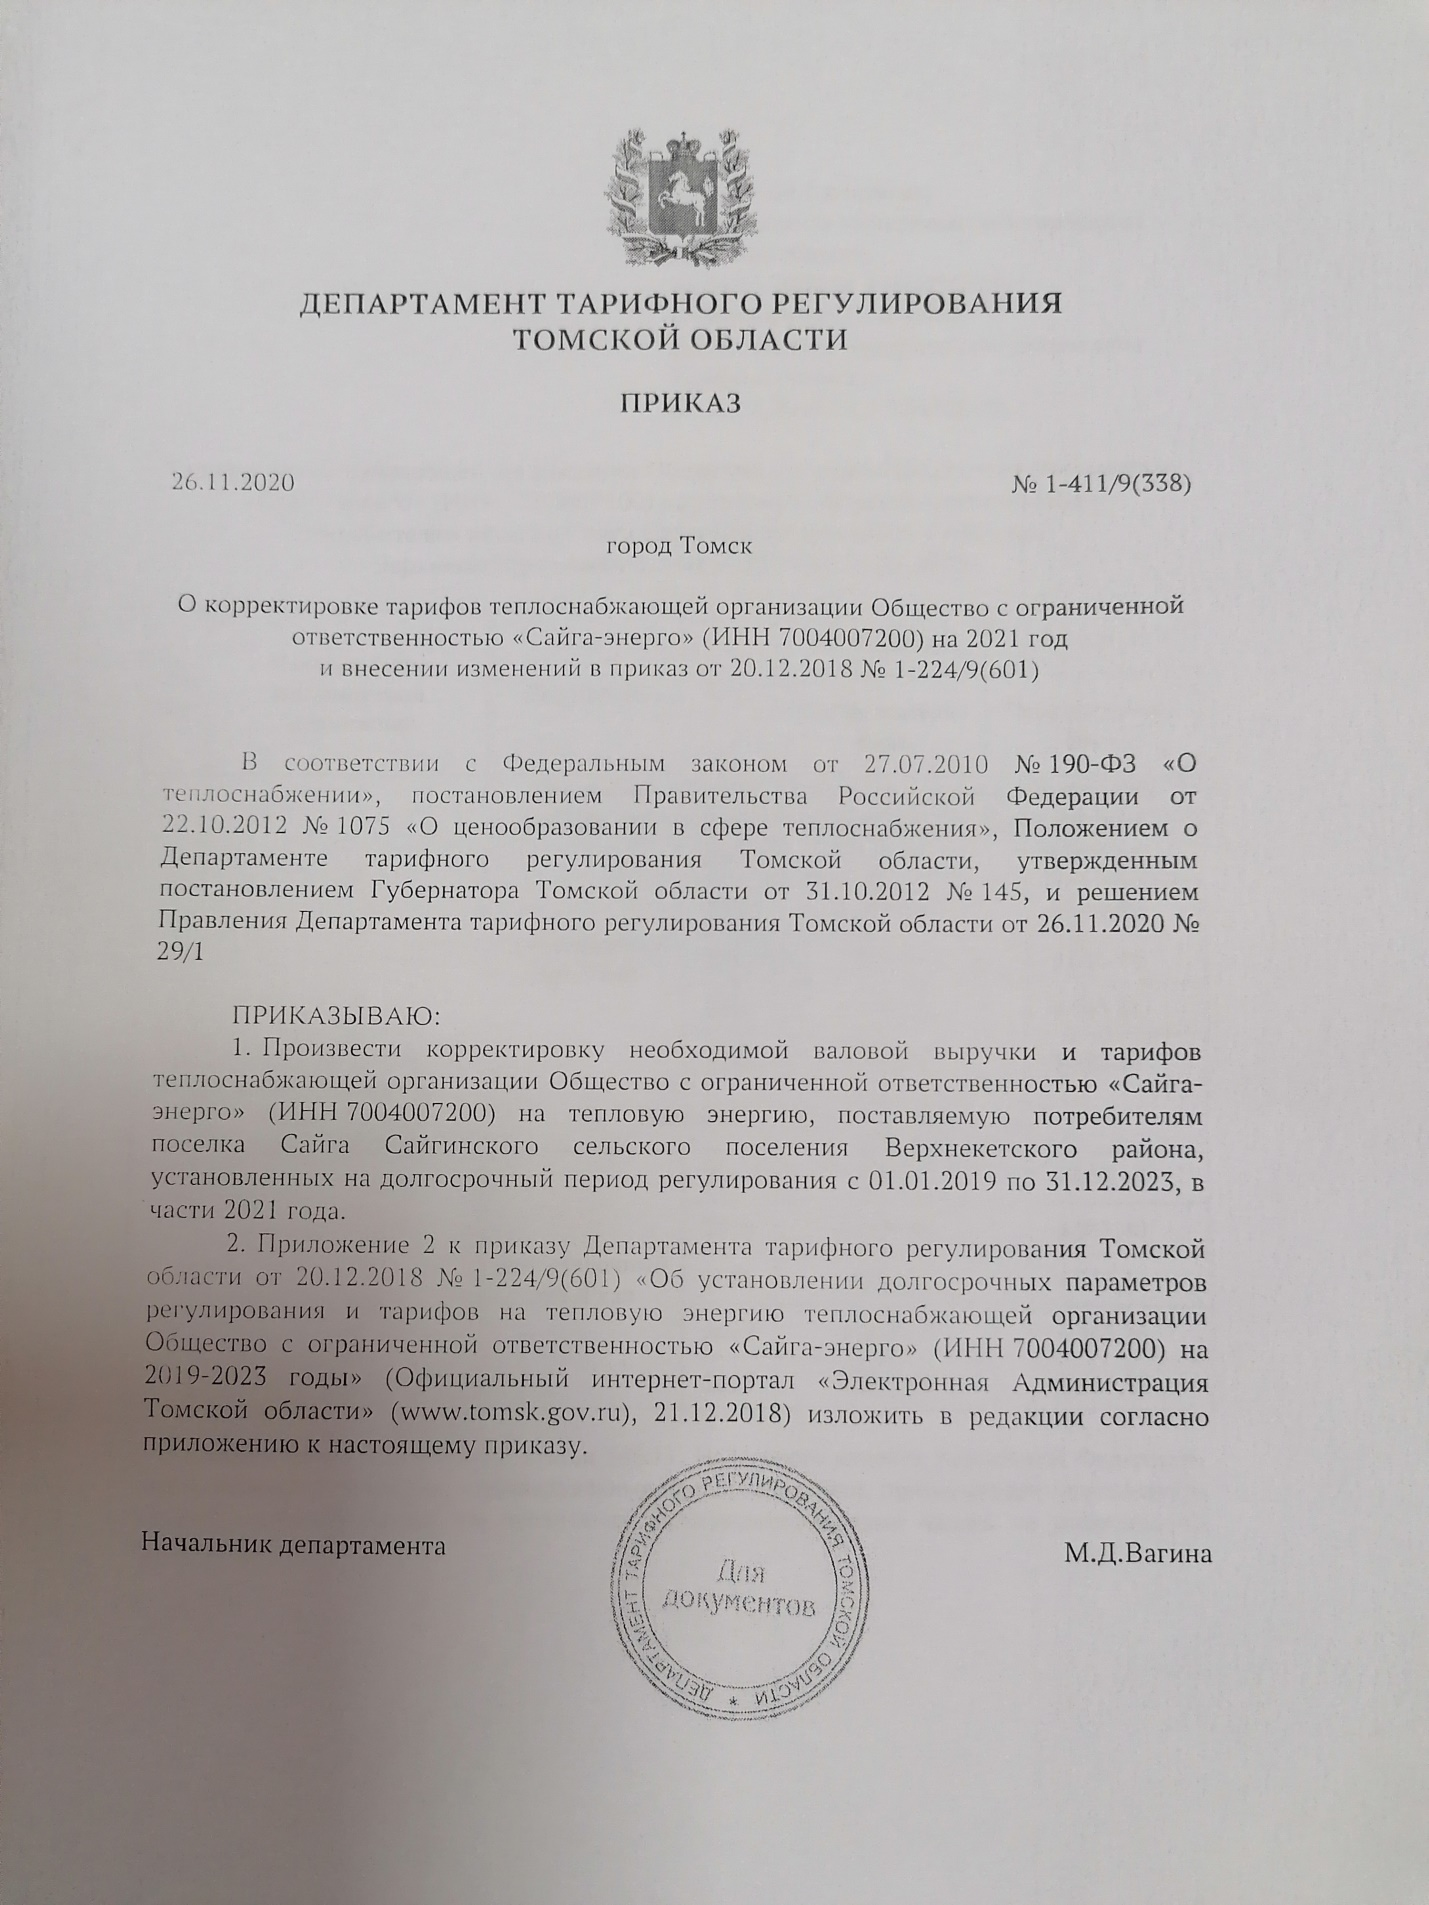 ДЕПАРТАМЕНТ ТАРИФНОГО РЕГУЛИРОВАНИЯ
ТОМСКОЙ ОБЛАСТИ
ПРИКАЗ
26.11.2020 № 1-411/9(338)
город Томск
О корректировке тарифов теплоснабжающей организации Общество с ограниченной
ответственностью «Сайга-энерго» (ИНН 7004007200) на 2021 год
и внесении изменений в приказ от 20.12.2018 № 1-224/9(601)
В соответствии с Федеральным законом от 27.07.2010 № 190-ФЗ «О
теплоснабжении», постановлением Правительства Российской Федерации от
22.10.2012 № 1075 «О ценообразовании в сфере теплоснабжения», Положением о
Департаменте тарифного регулирования Томской области, утвержденным
постановлением Губернатора Томской области от 31.10.2012 № 145, и решением
Правления Департамента тарифного регулирования Томской области от 26.11.2020 №
29/1
ПРИКАЗЫВАЮ:
1. Произвести корректировку необходимой валовой выручки и тарифов
теплоснабжающей организации Общество с ограниченной ответственностью «Сайга-
энерго» (ИНН 7004007200) на тепловую энергию, поставляемую потребителям
поселка Сайга Сайгинского сельского поселения Верхнекетского района,
установленных на долгосрочный период регулирования с 01.01.2019 по 31.12.2023, в
части 2021 года.
2. Приложение 2 к приказу Департамента тарифного регулирования Томской
области от 20.12.2018 № 1-224/9(601) «Об установлении долгосрочных параметров
регулирования и тарифов на тепловую энергию теплоснабжающей организации
Общество с ограниченной ответственностью «Сайга-энерго» (ИНН 7004007200) на
2019-2023 годы» (Официальный интернет-портал «Электронная Администрация
Томской области» (www.tomsk.gov.ru), 21.12.2018) изложить в редакции согласно
приложению к настоящему приказу.
Начальник департамента М.Д.Вагина
ДЕПАРТАМЕНТ ТАРИФНОГО РЕГУЛИРОВАНИЯ ТОМСКОЙ ОБЛАСТИ *
Для
документов